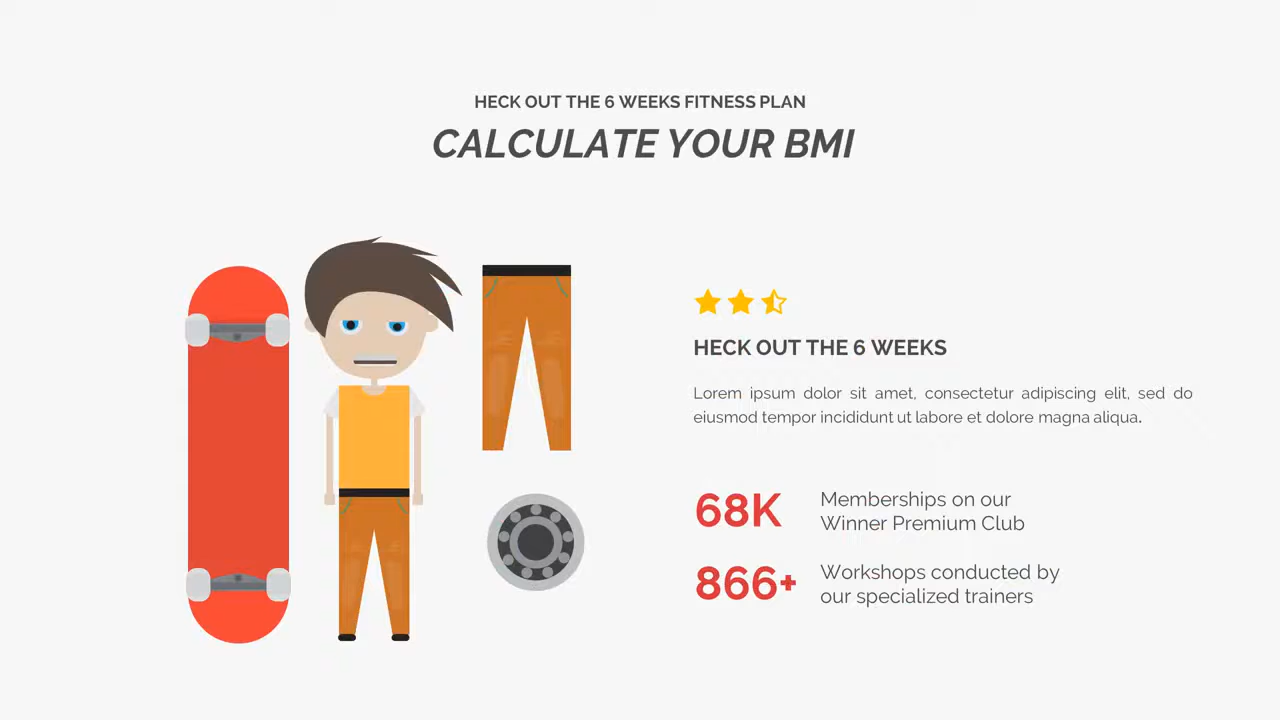 HECK OUT THE 6 WEEKS FITNESS PLAN
CALCULATE YOUR BMI
HECK OUT THE 6 WEEKS
Lorem ipsum dolor sit amet, consectetur adipiscing elit, sed do
eiusmod tempor incididunt ut labore et dolore magna aliqua.
68K
Memberships on our
Winner Premium Club
866+
Workshops conducted by
our specialized trainers